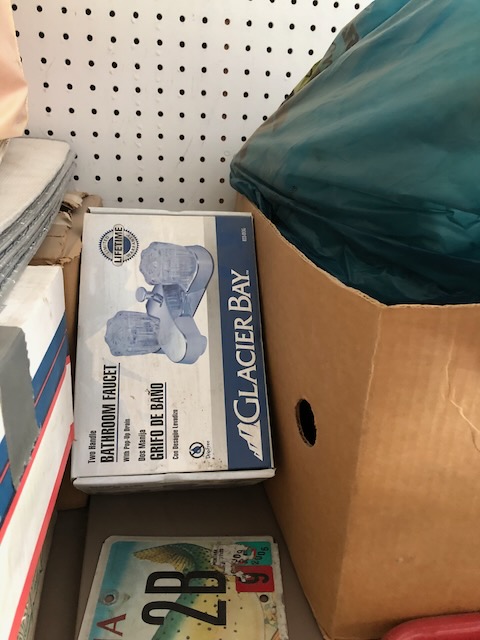 LIFETIME
GLACIER BAY
Two Handle
BATHROOM FAUCET
With Pop-Up Drain
Dos Manija
GRIFO DE BAÑO
Con Desagüe Levadizo
A
2B
9